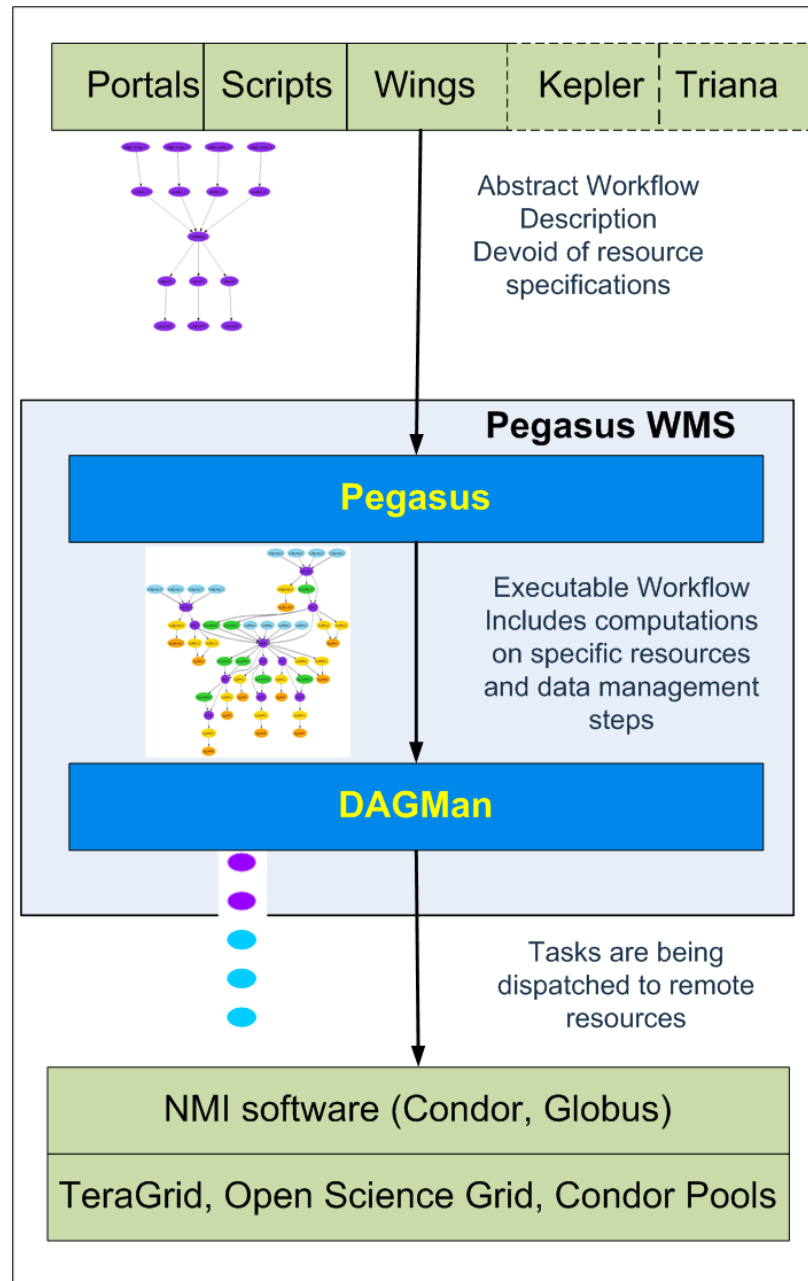 Portals Scripts Wings Kepler Triana
Abstract Workflow
Description
Devoid of resource
specifications
Pegasus WMS
Pegasus
Executable Workflow
Includes computations
on specific resources
and data management
steps
DAGMan
Tasks are being
dispatched to remote
resources
NMI software (Condor, Globus)
TeraGrid, Open Science Grid, Condor Pools